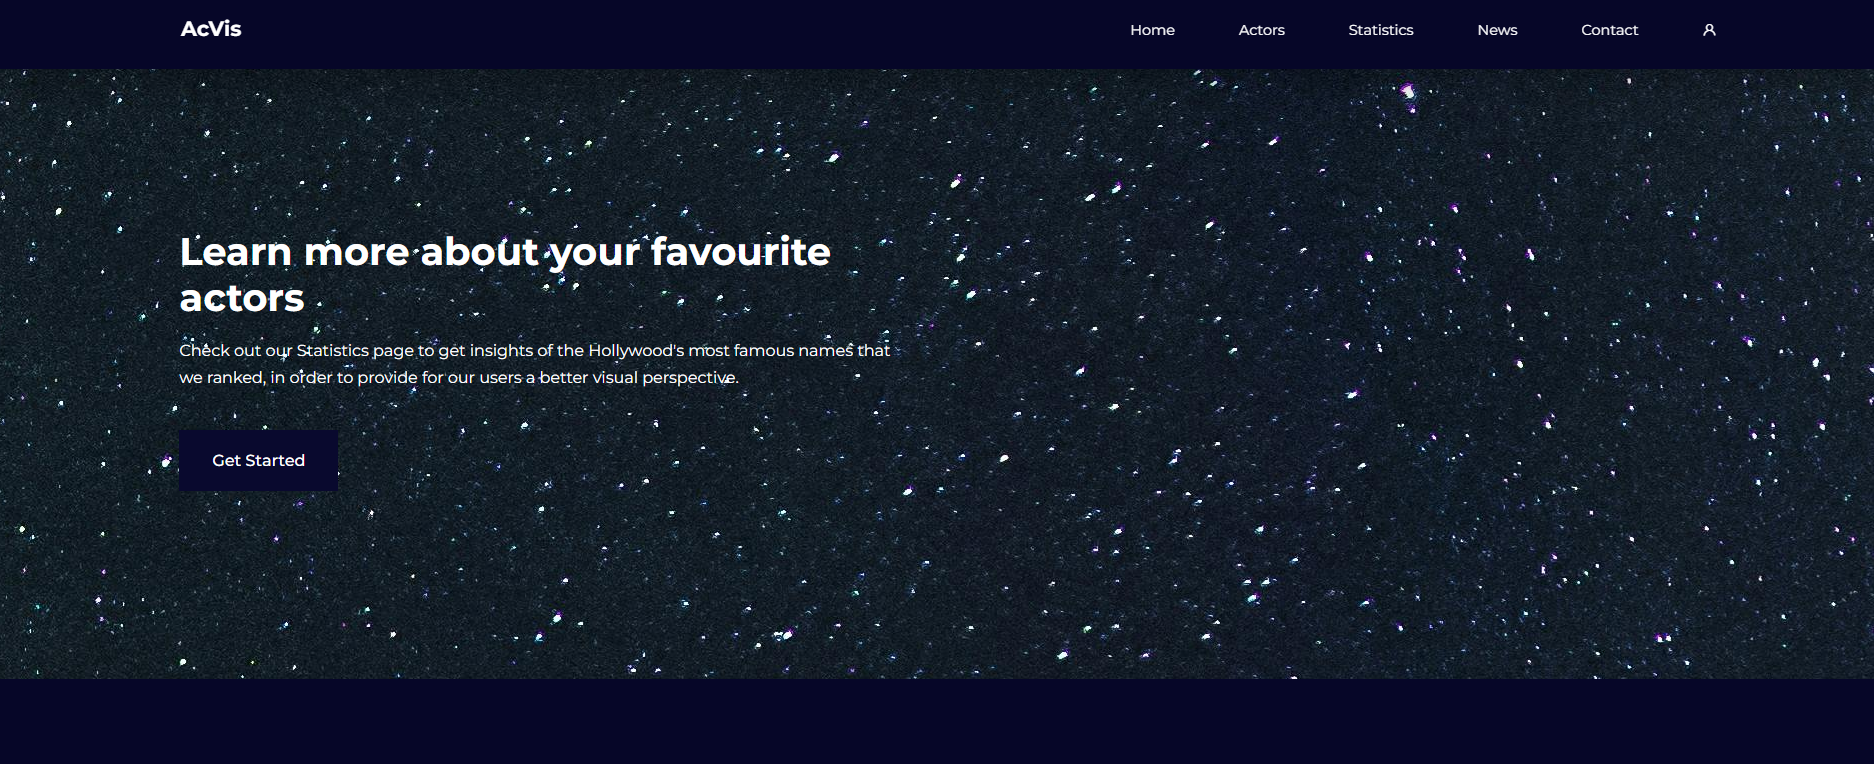 AcVis
Home Actors Statistics News Contact
Learn more about your favourite
actors
Check out our Statistics page to get insights of the Hollywood's most famous names that
we ranked, in order to provide for our users a better visual perspective.
Get Started